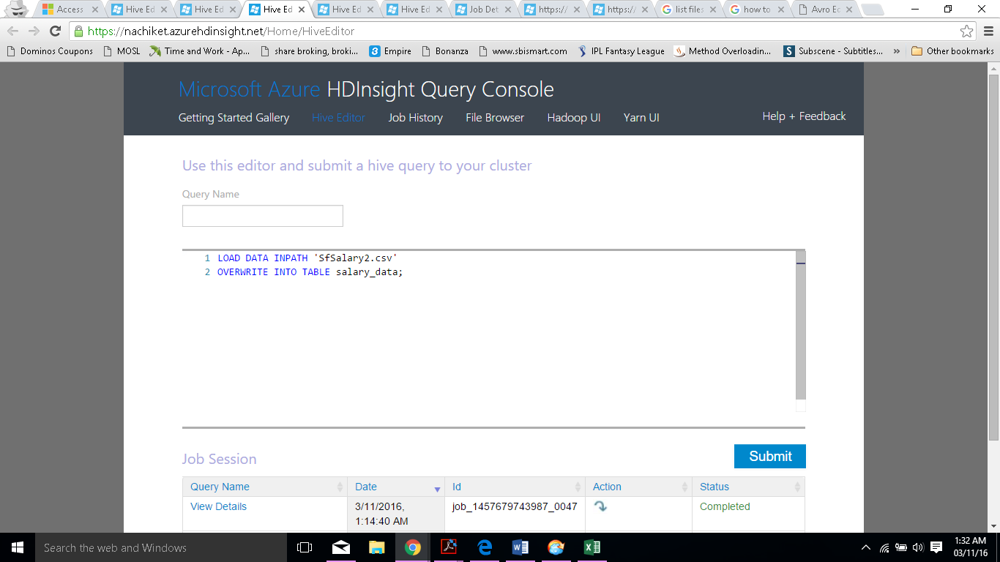 Access
Hive Ed
Hive Ed
Hive Ed
Hive Ed
Hive Ed
Job Det
https://
https://
list files
how to
Avro Ec
https://nachiket.azurehdinsight.net/Home/HiveEditor
Dominos Coupons
MOSL
Time and Work - Ap...
share broking, broki...
Empire
Bonanza
www.sbismart.com
IPL Fantasy League
Method Overloadin...
Subscene - Subtitles...
»
Other bookmarks
Microsoft Azure HDInsight Query Console
Getting Started Gallery
Hive Editor
Job History
File Browser
Hadoop UI
Yarn UI
Help + Feedback
Use this editor and submit a hive query to your cluster
Query Name
1 LOAD DATA INPATH 'SfSalary2.csv'
2 OVERWRITE INTO TABLE salary_data;
Job Session
Submit
Query Name
Date
Id
Action
Status
View Details
3/11/2016,
1:14:40 AM
job_1457679743987_0047
Completed
Search the web and Windows
1:32 AM
03/11/16